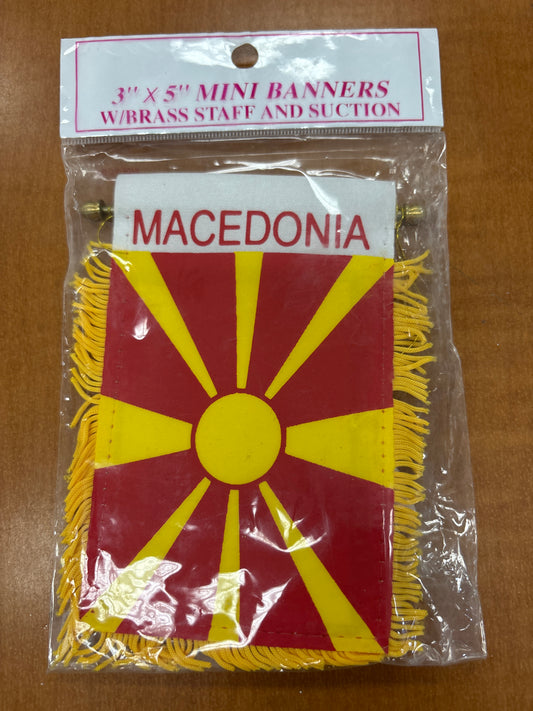 3" X 5" MINI BANNERS
W/BRASS STAFF AND SUCTION
MACEDONIA